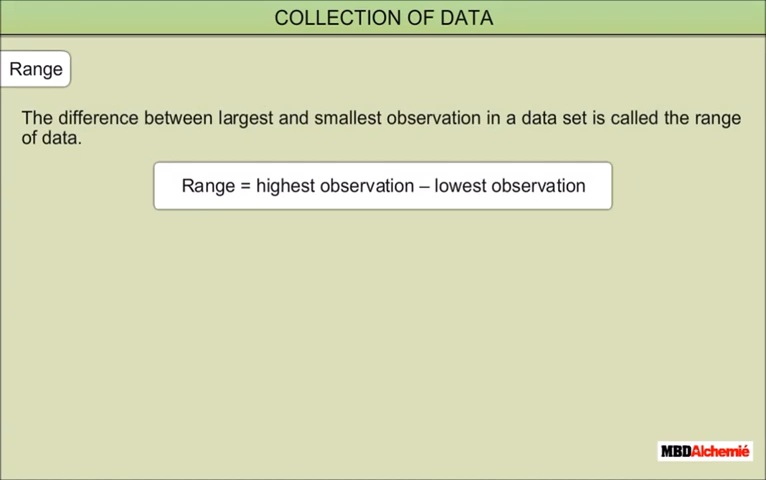 COLLECTION OF DATA
Range
The difference between largest and smallest observation in a data set is called the range
of data.
Range = highest observation – lowest observation
MBDAlchemié